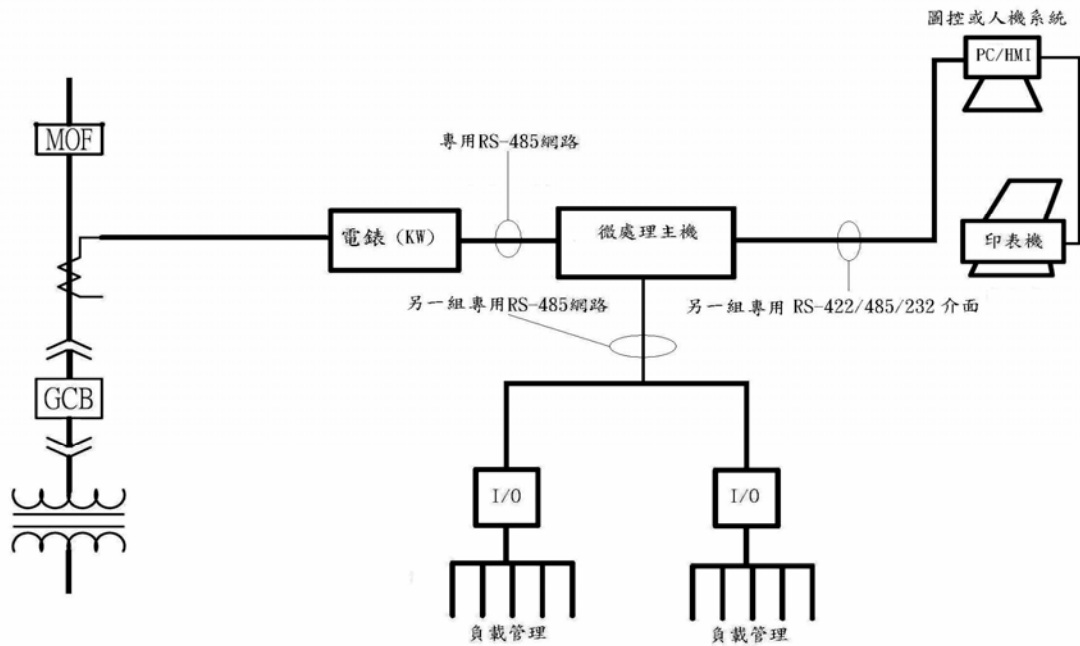 圖控或人機系統
PC/HMI
MOF
專用RS-485網路
電錶（KW）
微處理主機
印表機
另一組專用RS-485網路
另一組專用 RS-422/485/232 介面
GCB
I/O
I/O
負載管理
負載管理